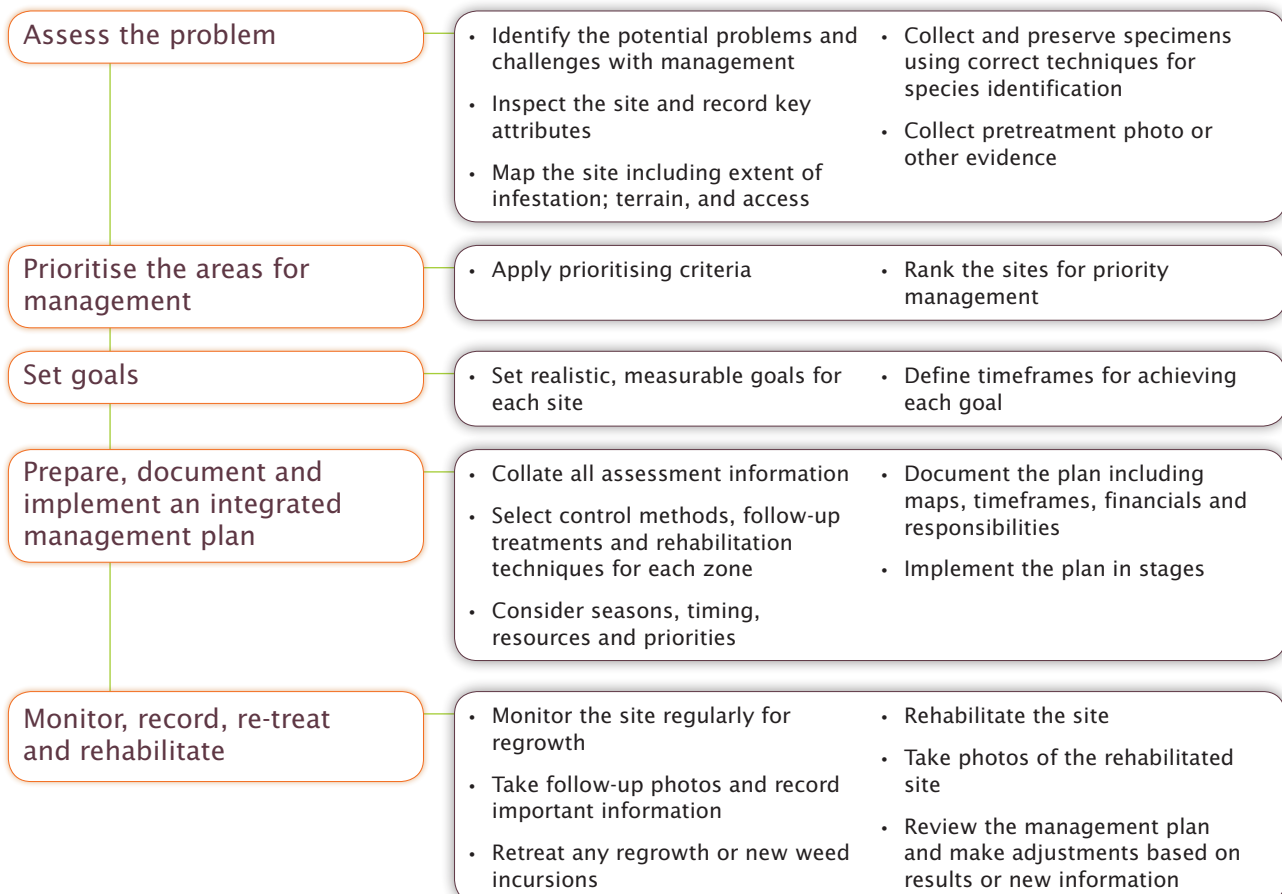 Assess the problem
• Identify the potential problems and
challenges with management
• Inspect the site and record key
attributes
• Map the site including extent of
infestation; terrain, and access
• Collect and preserve specimens
using correct techniques for
species identification
• Collect pretreatment photo or
other evidence
Prioritise the areas for
management
• Apply prioritising criteria
• Rank the sites for priority
management
Set goals
• Set realistic, measurable goals for
each site
• Define timeframes for achieving
each goal
Prepare, document and
implement an integrated
management plan
• Collate all assessment information
• Select control methods, follow-up
treatments and rehabilitation
techniques for each zone
• Consider seasons, timing,
resources and priorities
• Document the plan including
maps, timeframes, financials and
responsibilities
• Implement the plan in stages
Monitor, record, re-treat
and rehabilitate
• Monitor the site regularly for
regrowth
• Take follow-up photos and record
important information
• Retreat any regrowth or new weed
incursions
• Rehabilitate the site
• Take photos of the rehabilitated
site
• Review the management plan
and make adjustments based on
results or new information